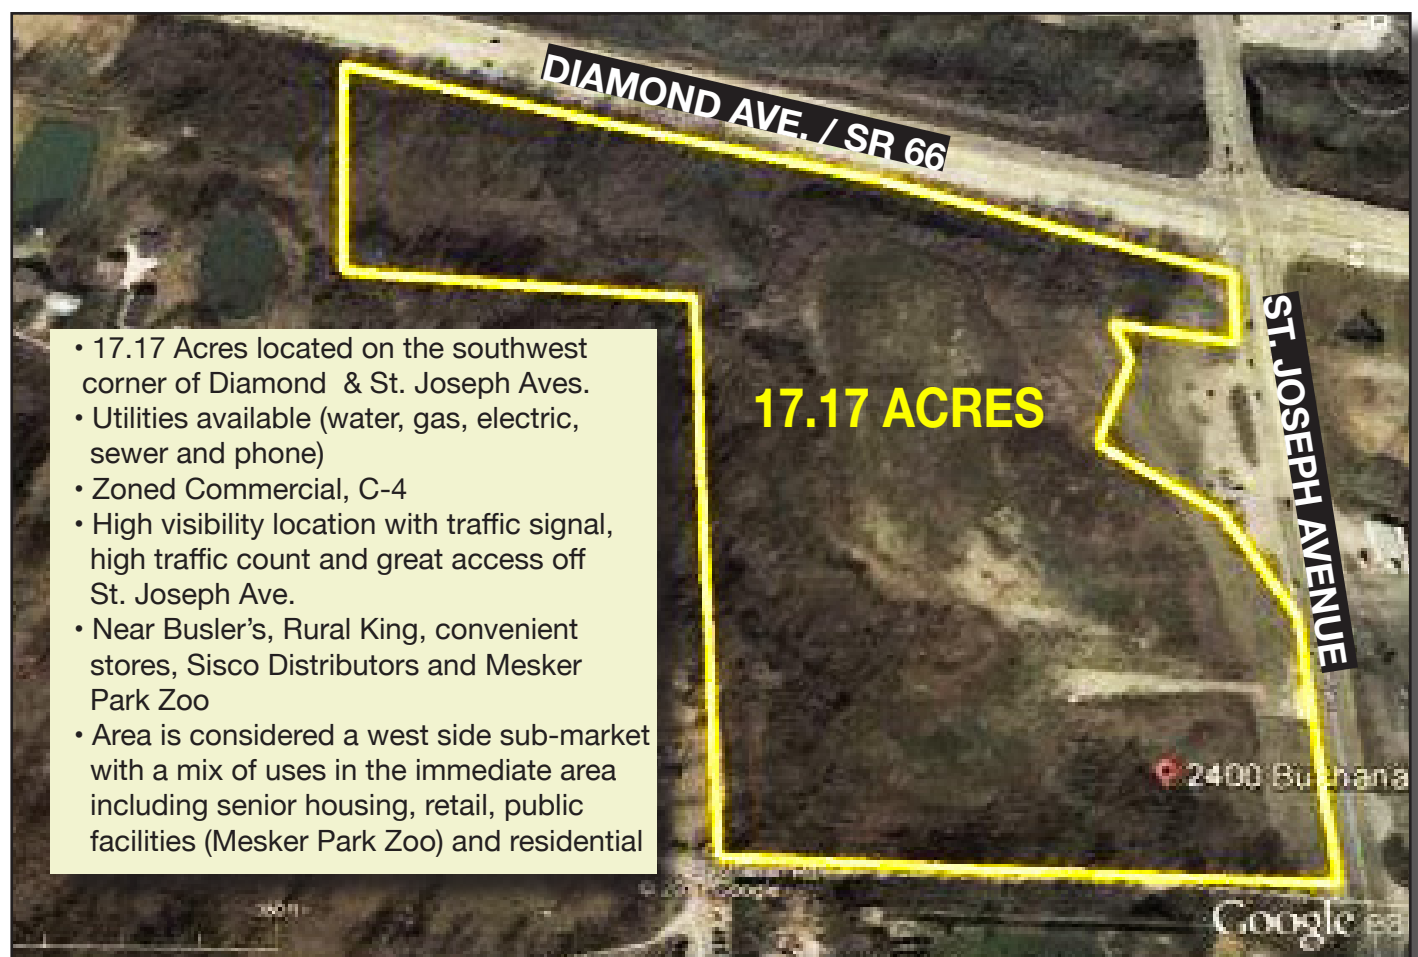 DIAMOND AVE. / SR 66
ST. JOSEPH AVENUE
17.17 ACRES
• 17.17 Acres located on the southwest
corner of Diamond & St. Joseph Aves.
• Utilities available (water, gas, electric,
sewer and phone)
• Zoned Commercial, C-4
• High visibility location with traffic signal,
high traffic count and great access off
St. Joseph Ave.
• Near Busler’s, Rural King, convenient
stores, Sisco Distributors and Mesker
Park Zoo
• Area is considered a west side sub-market
with a mix of uses in the immediate area
including senior housing, retail, public
facilities (Mesker Park Zoo) and residential
2400
Google ea